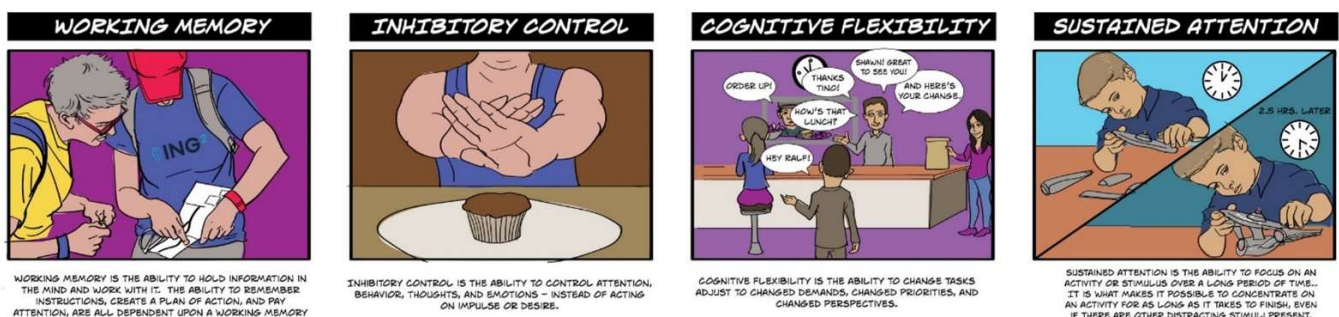 WORKING MEMORY
ING
WORKING MEMORY IS THE ABILITY TO HOLD INFORMATION IN
THE MIND AND WORK WITH IT. THE ABILITY TO REMEMBER
INSTRUCTIONS, CREATE A PLAN OF ACTION, AND PAY
ATTENTION, ARE ALL DEPENDENT UPON A WORKING MEMORY
INHIBITORY CONTROL
INHIBITORY CONTROL IS THE ABILITY TO CONTROL ATTENTION,
BEHAVIOR, THOUGHTS, AND EMOTIONS – INSTEAD OF ACTING
ON IMPULSE OR DESIRE.
COGNITIVE FLEXIBILITY
ORDER UP!
THANKS
TINO!
SHAWN! GREAT
TO SEE YOU!
AND HERE'S
YOUR CHANGE.
HOW'S THAT
LUNCH?
HEY RALF!
COGNITIVE FLEXIBILITY IS THE ABILITY TO CHANGE TASKS
ADJUST TO CHANGED DEMANDS, CHANGED PRIORITIES, AND
CHANGED PERSPECTIVES.
SUSTAINED ATTENTION
2.5 HRS. LATER
SUSTAINED ATTENTION IS THE ABILITY TO FOCUS ON AN
ACTIVITY OR STIMULUS OVER A LONG PERIOD OF TIME..
IT IS WHAT MAKES IT POSSIBLE TO CONCENTRATE ON
AN ACTIVITY FOR AS LONG AS IT TAKES TO FINISH, EVEN
IF THERE ARE OTHER DISTRACTING STIMULI PRESENT.